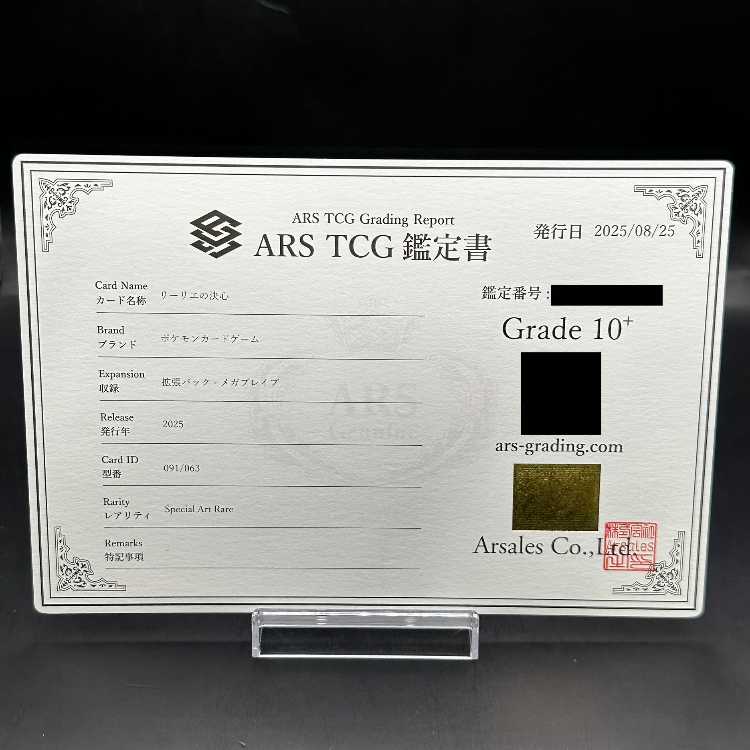 ARS TCG Grading Report
ARS TCG 鑑定書
発行日 2025/08/25
Card Name
カード名称 リーリエの決心
Brand
ブランド ポケモンカードゲーム
Expansion
収録 拡張パック - メガブレイブ
Release
発行年 2025
Card ID
型番 091/063
Rarity
レアリティ Special Art Rare
Remarks
特記事項
鑑定番号 :
Grade 10+
ars-grading.com
Arsales Co.,Ltd.
ARS
Arsales